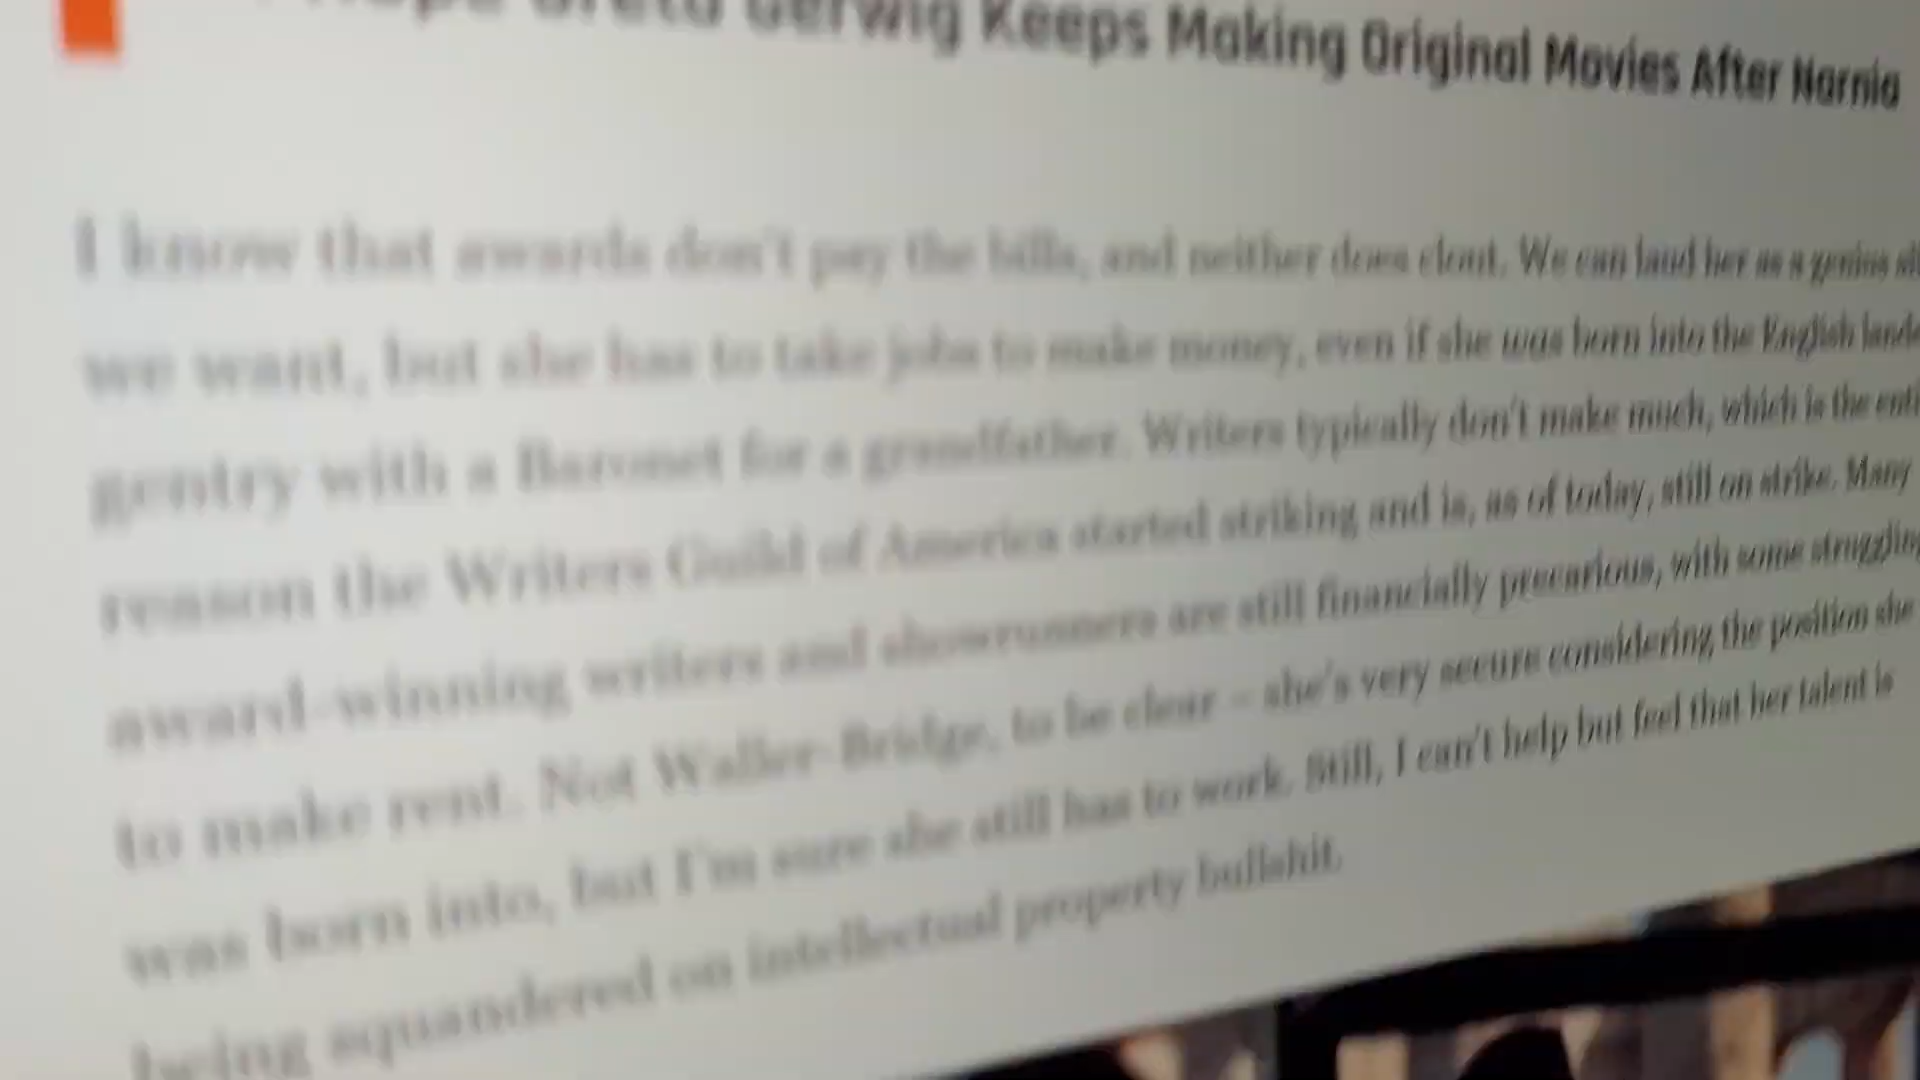 Hope Greta Gerwig Keeps Making Original Movies After Narnia
I know that awards don't pay the bills, and neither does clout. We can laud her as a genius all
we want, but she has to take jobs to make money, even if she was born into the English
gentry with a Baronet for a grandfather. Writers typically don't make much, which is the
reason the Writers Guild of America started striking and is, as of today, still on strike. Many
award-winning writers and showrunners are still financially precarious, with some struggling
to make rent. Not Waller-Bridge, to be clear – she's very secure considering the position she
was born into, but I'm sure she still has to work. Still, I can't help but feel that her talent is
being squandered on intellectual property bullshit.